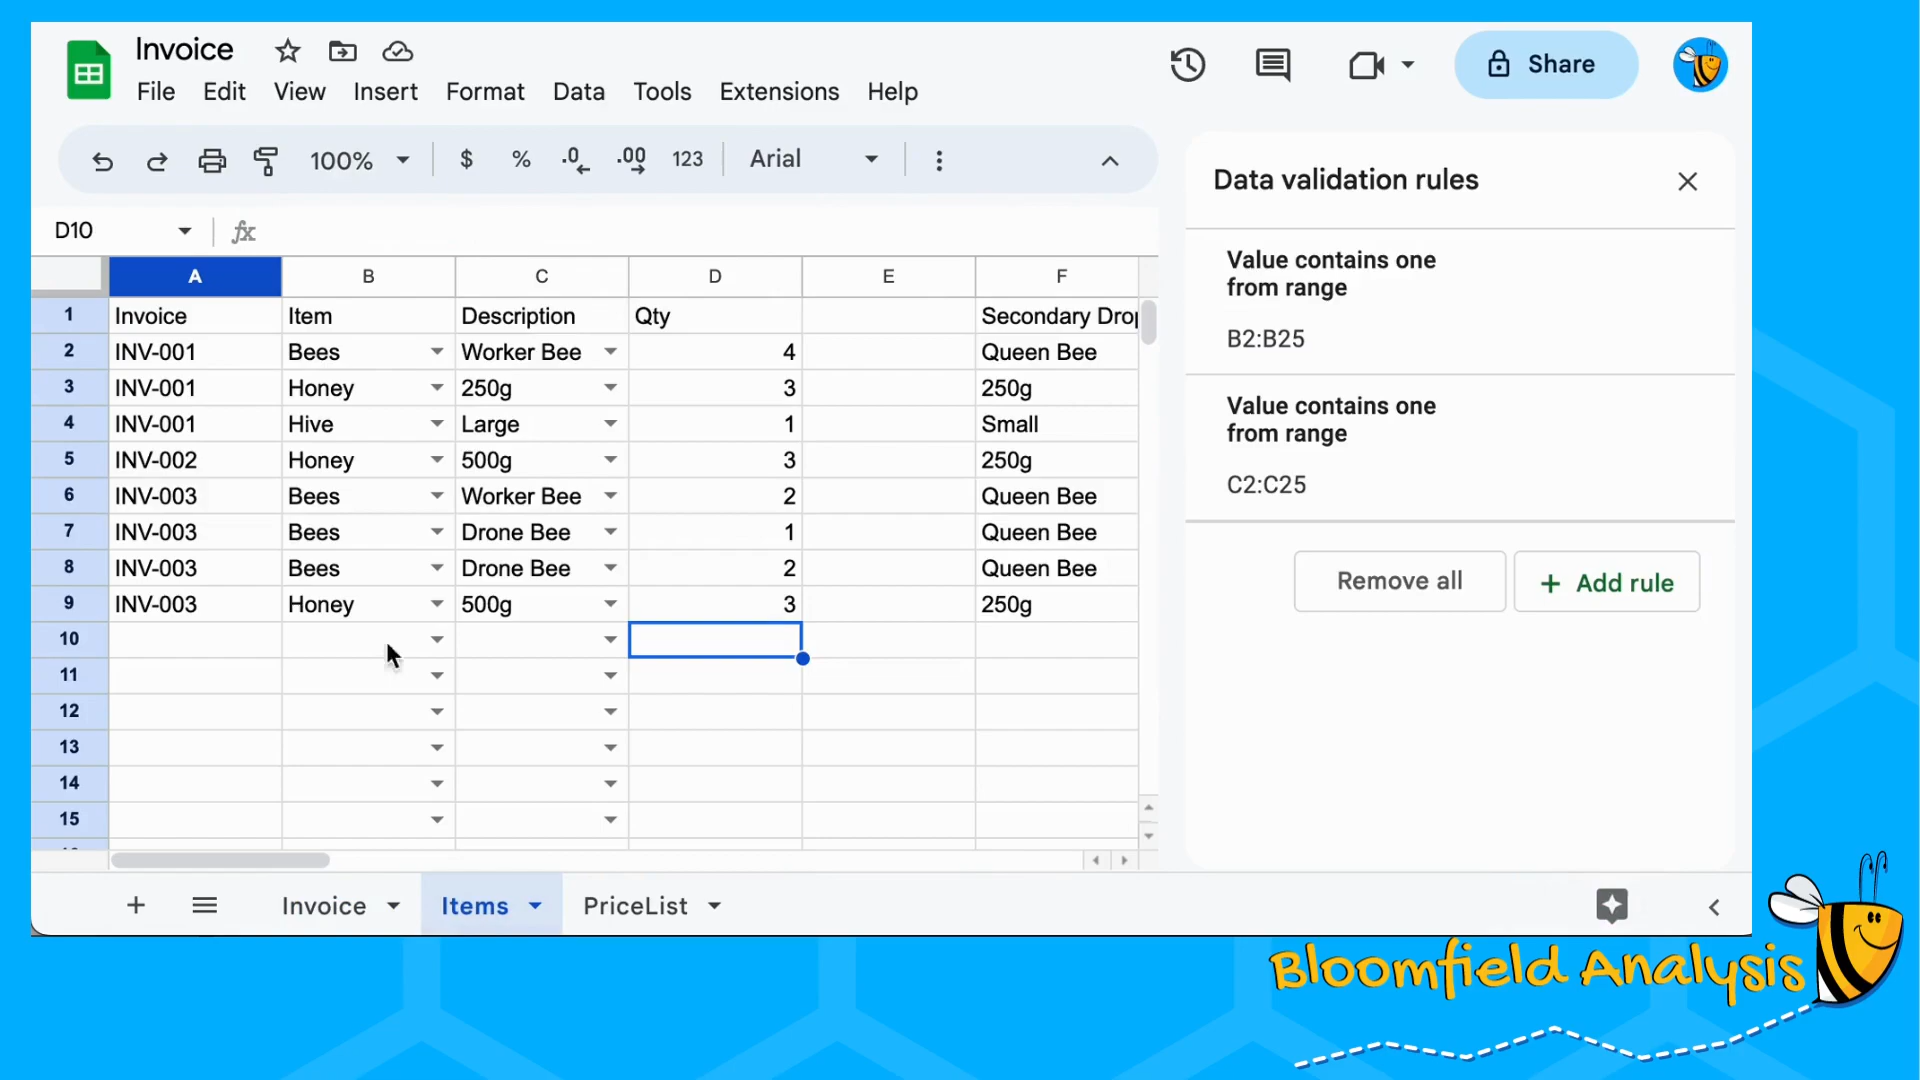 Invoice
File Edit View Insert Format Data Tools Extensions Help
Share
100% $ % .0 .00 123 Arial
D10 fx
A B C D E F
1 Invoice Item Description Qty Secondary Drop
2 INV-001 Bees Worker Bee 4 Queen Bee
3 INV-001 Honey 250g 3 250g
4 INV-001 Hive Large 1 Small
5 INV-002 Honey 500g 3 250g
6 INV-003 Bees Worker Bee 2 Queen Bee
7 INV-003 Bees Drone Bee 1 Queen Bee
8 INV-003 Bees Drone Bee 2 Queen Bee
9 INV-003 Honey 500g 3 250g
10
11
12
13
14
15
Data validation rules
Value contains one
from range
B2:B25
Value contains one
from range
C2:C25
Remove all + Add rule
Invoice Items PriceList
Bloomfield Analysis